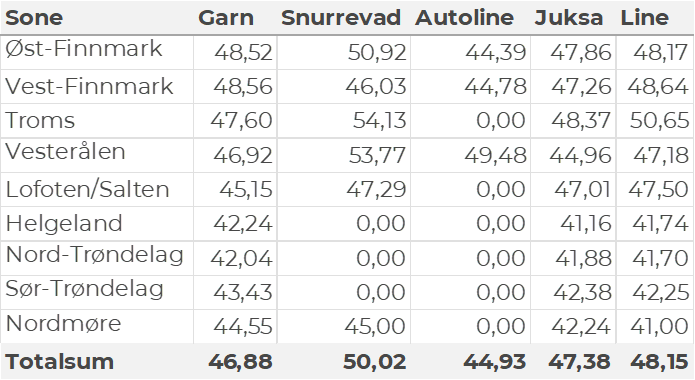 Sone Garn Snurrevad Autoline Juksa Line
Øst-Finnmark 48,52 50,92 44,39 47,86 48,17
Vest-Finnmark 48,56 46,03 44,78 47,26 48,64
Troms 47,60 54,13 0,00 48,37 50,65
Vesterålen 46,92 53,77 49,48 44,96 47,18
Lofoten/Salten 45,15 47,29 0,00 47,01 47,50
Helgeland 42,24 0,00 0,00 41,16 41,74
Nord-Trøndelag 42,04 0,00 0,00 41,88 41,70
Sør-Trøndelag 43,43 0,00 0,00 42,38 42,25
Nordmøre 44,55 45,00 0,00 42,24 41,00
Totalsum 46,88 50,02 44,93 47,38 48,15